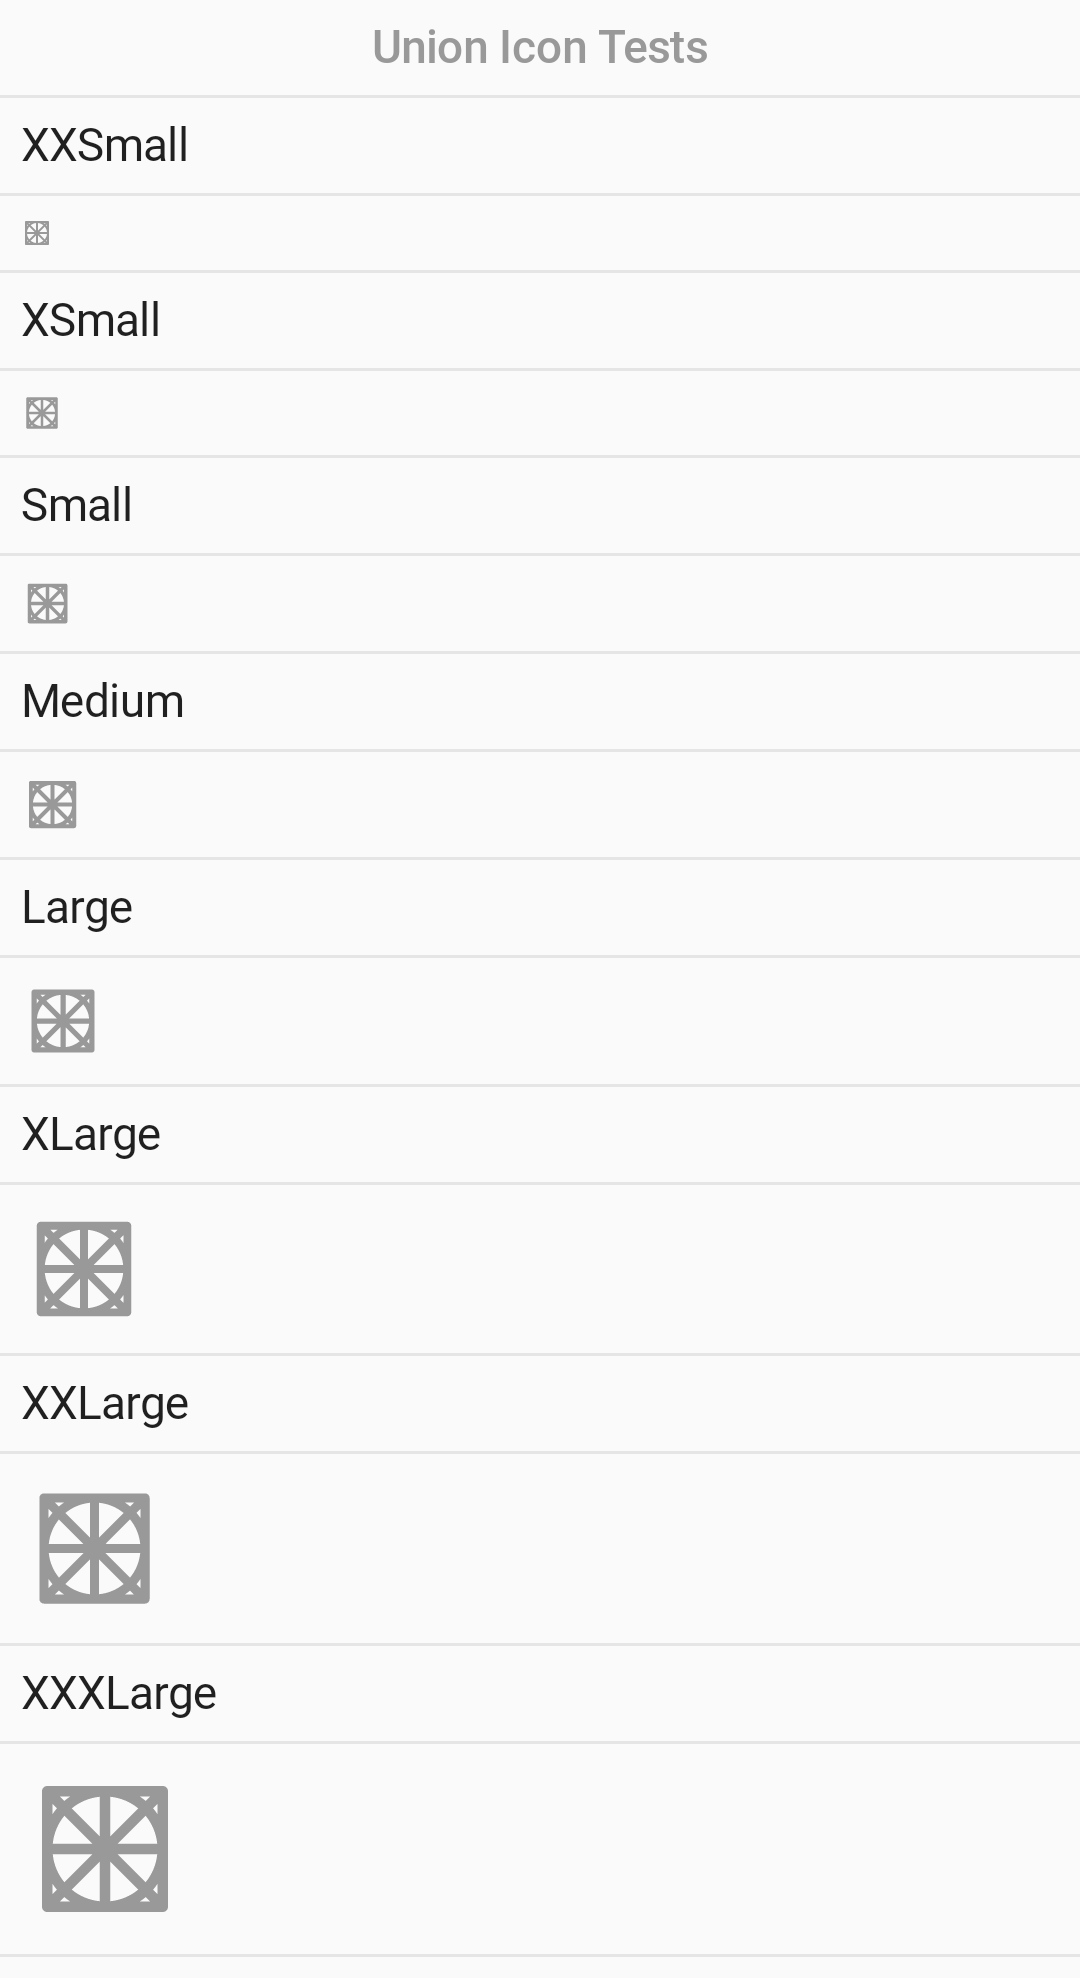 Union Icon Tests
XXSmall
XSmall
Small
Medium
Large
XLarge
XXLarge
XXXLarge